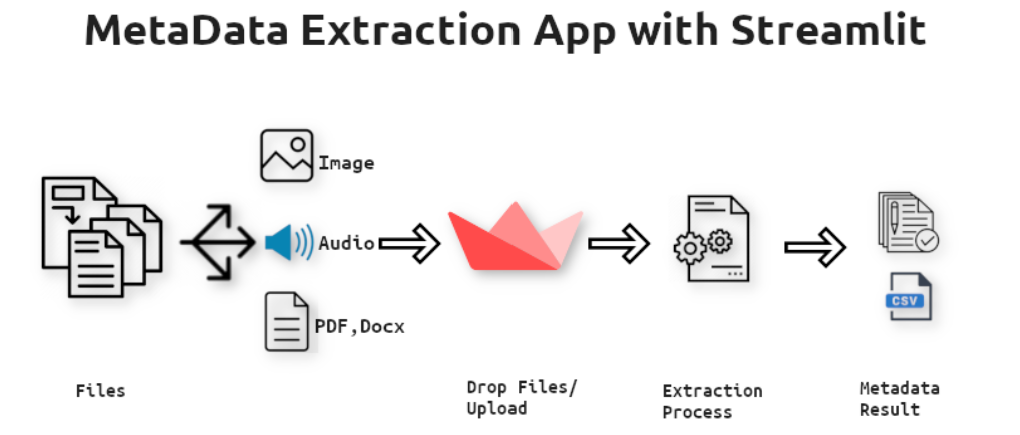 MetaData Extraction App with Streamlit
Image
Audio
PDF,Docx
CSV
Files
Drop Files/
Upload
Extraction
Process
Metadata
Result